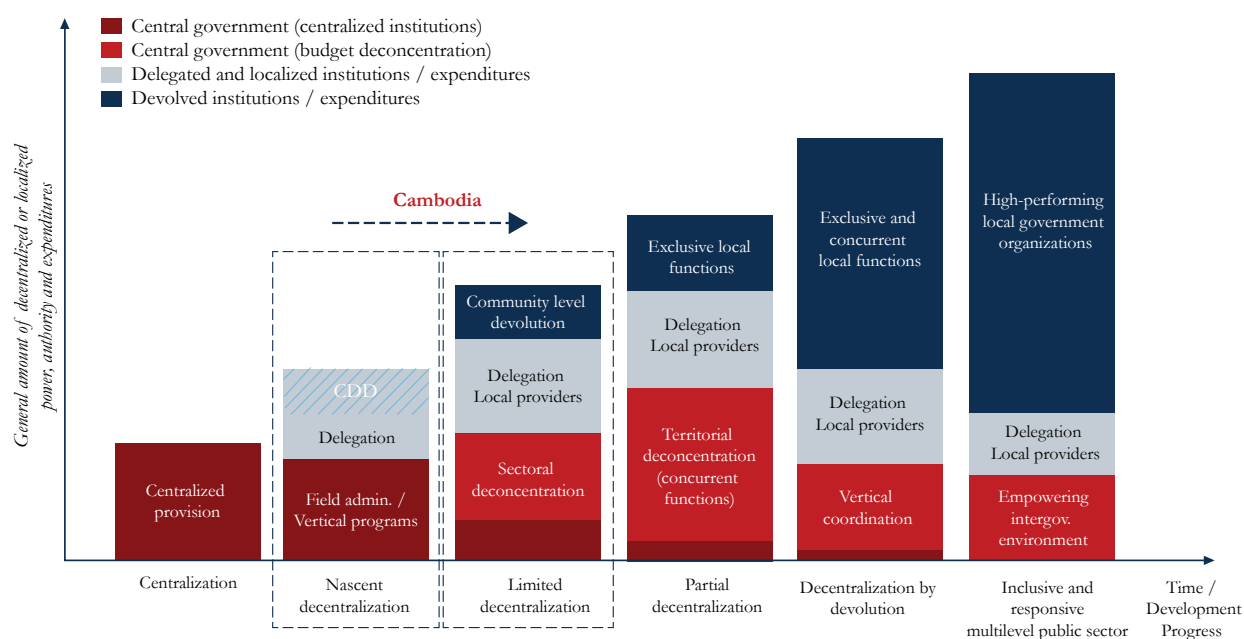 Central government (centralized institutions)
Central government (budget deconcentration)
Delegated and localized institutions / expenditures
Devolved institutions / expenditures
General amount of decentralized or localized
power, authority and expenditures
Cambodia
Centralized
provision
CDD
Delegation
Field admin. /
Vertical programs
Community level
devolution
Delegation
Local providers
Sectoral
deconcentration
Exclusive local
functions
Delegation
Local providers
Territorial
deconcentration
(concurrent
functions)
Exclusive and
concurrent
local functions
Delegation
Local providers
Vertical
coordination
High-performing
local government
organizations
Delegation
Local providers
Empowering
intergov.
environment
Centralization
Nascent
decentralization
Limited
decentralization
Partial
decentralization
Decentralization by
devolution
Inclusive and
responsive
multilevel public sector
Time /
Development
Progress